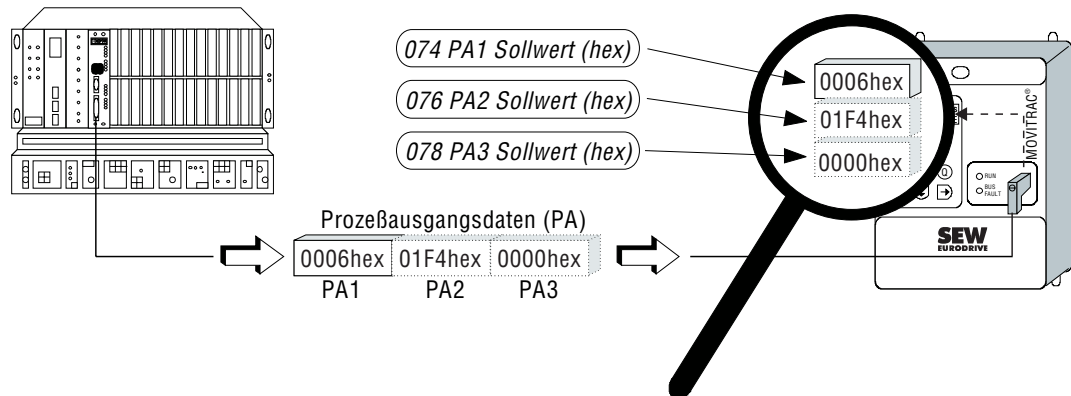 074 PA1 Sollwert (hex)
076 PA2 Sollwert (hex)
078 PA3 Sollwert (hex)
0006hex
01F4hex
0000hex
MOVITRAC®
Q
RUN
BUS
FAULT
SEW
EURODRIVE
Prozeßausgangsdaten (PA)
0006hex 01F4hex 0000hex
PA1 PA2 PA3